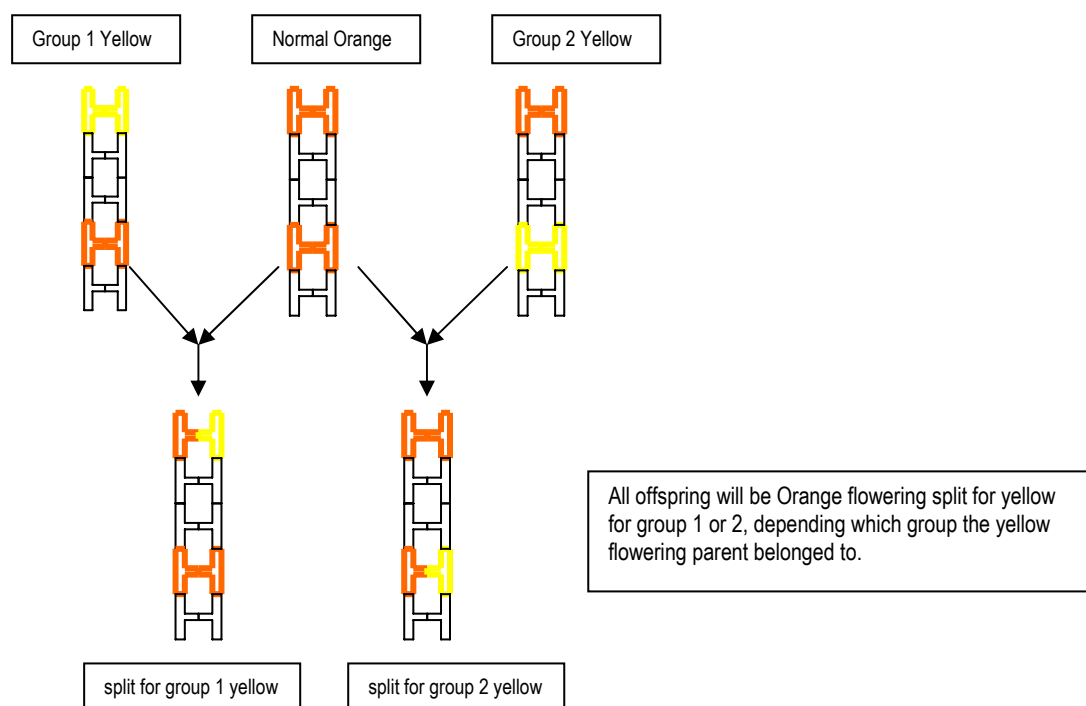 Group 1 Yellow
Normal Orange
Group 2 Yellow
All offspring will be Orange flowering split for yellow
for group 1 or 2, depending which group the yellow
flowering parent belonged to.
split for group 1 yellow
split for group 2 yellow